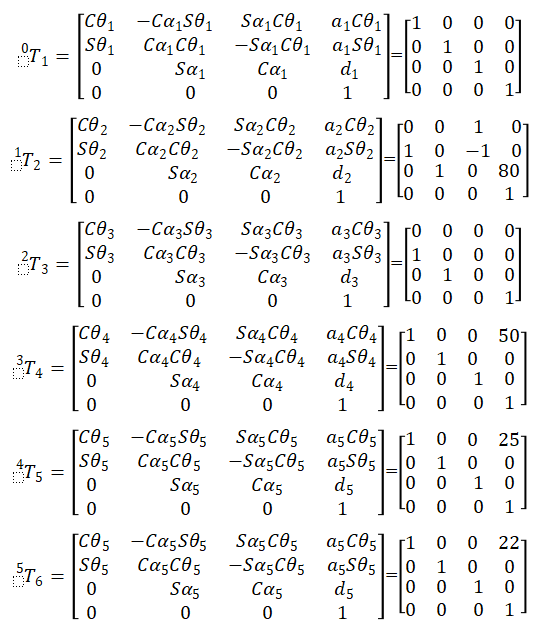 ⁰T₁ = [Cθ₁ −Cα₁Sθ₁ Sα₁Cθ₁ a₁Cθ₁
Sθ₁ Cα₁Cθ₁ −Sα₁Cθ₁ a₁Sθ₁
0 Sα₁ Cα₁ d₁
0 0 0 1] = [1 0 0 0
0 1 0 0
0 0 1 0
0 0 0 1]
¹T₂ = [Cθ₂ −Cα₂Sθ₂ Sα₂Cθ₂ a₂Cθ₂
Sθ₂ Cα₂Cθ₂ −Sα₂Cθ₂ a₂Sθ₂
0 Sα₂ Cα₂ d₂
0 0 0 1] = [0 0 1 0
1 0 −1 0
0 1 0 80
0 0 0 1]
²T₃ = [Cθ₃ −Cα₃Sθ₃ Sα₃Cθ₃ a₃Cθ₃
Sθ₃ Cα₃Cθ₃ −Sα₃Cθ₃ a₃Sθ₃
0 Sα₃ Cα₃ d₃
0 0 0 1] = [0 0 0 0
1 0 0 0
0 1 0 0
0 0 0 1]
³T₄ = [Cθ₄ −Cα₄Sθ₄ Sα₄Cθ₄ a₄Cθ₄
Sθ₄ Cα₄Cθ₄ −Sα₄Cθ₄ a₄Sθ₄
0 Sα₄ Cα₄ d₄
0 0 0 1] = [1 0 0 50
0 1 0 0
0 0 1 0
0 0 0 1]
⁴T₅ = [Cθ₅ −Cα₅Sθ₅ Sα₅Cθ₅ a₅Cθ₅
Sθ₅ Cα₅Cθ₅ −Sα₅Cθ₅ a₅Sθ₅
0 Sα₅ Cα₅ d₅
0 0 0 1] = [1 0 0 25
0 1 0 0
0 0 1 0
0 0 0 1]
⁵T₆ = [Cθ₅ −Cα₅Sθ₅ Sα₅Cθ₅ a₅Cθ₅
Sθ₅ Cα₅Cθ₅ −Sα₅Cθ₅ a₅Sθ₅
0 Sα₅ Cα₅ d₅
0 0 0 1] = [1 0 0 22
0 1 0 0
0 0 1 0
0 0 0 1]